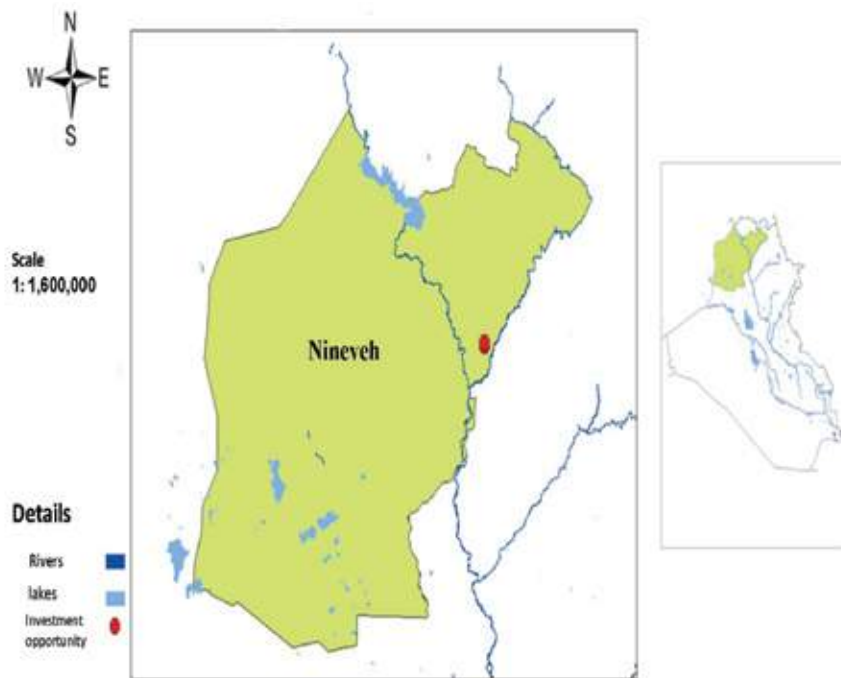 N
W E
S
Scale
1: 1,600,000
Nineveh
Details
Rivers
lakes
Investment
opportunity